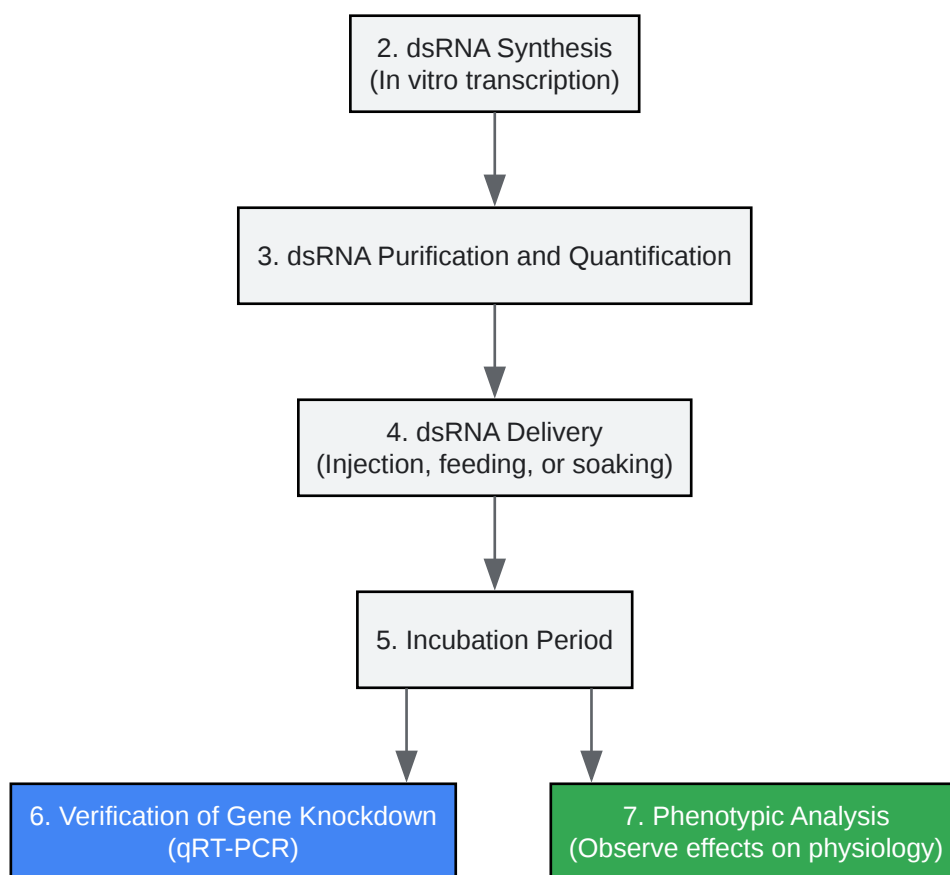 2. dsRNA Synthesis
(In vitro transcription)
3. dsRNA Purification and Quantification
4. dsRNA Delivery
(Injection, feeding, or soaking)
5. Incubation Period
6. Verification of Gene Knockdown
(qRT-PCR)
7. Phenotypic Analysis
(Observe effects on physiology)